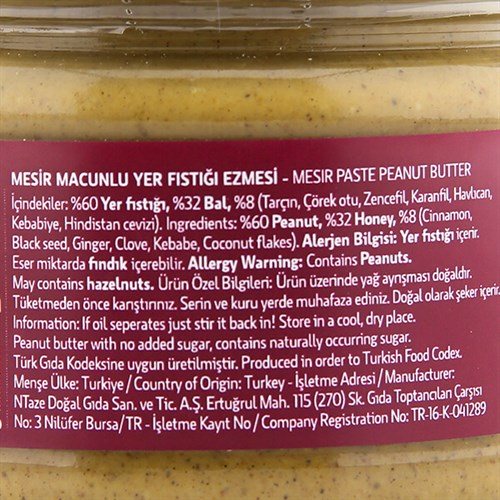 MESİR MACUNLU YER FISTIĞI EZMESİ - MESIR PASTE PEANUT BUTTER
İçindekiler: %60 Yer fıstığı, %32 Bal, %8 (Tarçın, Çörek otu, Zencefil, Karanfil, Havlıcan,
Kebabiye, Hindistan cevizi). Ingredients: %60 Peanut, %32 Honey, %8 (Cinnamon,
Black seed, Ginger, Clove, Kebabe, Coconut flakes). Alerjen Bilgisi: Yer fıstığı içerir.
Eser miktarda fındık içerebilir. Allergy Warning: Contains Peanuts.
May contains hazelnuts. Ürün Özel Bilgileri: Ürün üzerinde yağ ayrışması doğaldır.
Tüketmeden önce karıştırınız. Serin ve kuru yerde muhafaza ediniz. Doğal olarak şeker içerir.
Information: If oil seperates just stir it back in! Store in a cool, dry place.
Peanut butter with no added sugar, contains naturally occurring sugar.
Türk Gıda Kodeksine uygun üretilmiştir. Produced in order to Turkish Food Codex.
Menşe Ülke: Turkiye / Country of Origin: Turkey - İşletme Adresi / Manufacturer:
NTaze Doğal Gıda San. ve Tic. A.Ş. Ertuğrul Mah. 115 (270) Sk. Gıda Toptancıları Çarşısı
No: 3 Nilüfer Bursa/TR - İşletme Kayıt No / Company Registration No: TR-16-K-041289